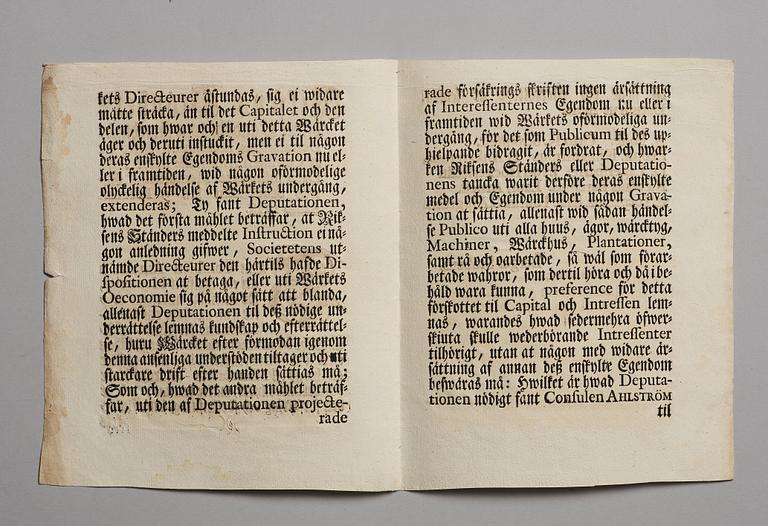 kets Directeurer åstundas, sig ei widare
måtte sträcka, än til det Capitalet och den
delen, som hwar och en uti detta Wärcket
äger och deruti instuckit, men ei til någon
deras enskylte Egendoms Gravation nu el-
ler i framtiden, wid någon oförmodelige
olyckelig händelse af Wärkets undergång,
extenderas; Ty fant Deputationen,
hwad det första måhlet beträffar, at Rik-
sens Ständers meddelte Instruction ei nå-
gon anledning gifwer, Societetens ut-
nämde Directeurer den härtils hafde Di-
spositionen at betaga, eller uti Wärkets
Oeconomie sig på något sätt att blanda,
allenast Deputationen til deß nödige un-
derrättelse lemnas kundskap och efterrättel-
se, huru Wärcket efter förmodan igenom
denna ansenliga understöden tiltager och uti
starckare drift efter handen sättias må;
Som och, hwad det andra måhlet beträf-
far, uti den af Deputationen projecte-
rade
rade försäkrings skriften ingen ärsättning
af Interessenternes Egendom nu eller i
framtiden wid Wärkets oförmodeliga un-
dergång, för det som Publicum til des up-
hielpande bidragit, är fordrat, och hwar-
ken Riksens Ständers eller Deputatio-
nens tancka warit derföre deras enskylte
medel och Egendom under någon Grava-
tion at sättia, allenast wid sådan händel-
se Publico uti alla huus, ägor, wärcktyg,
Machiner, Wärckhus, Plantationer,
samt rå och oarbetade, så wäl som förar-
betade wahror, som dertil höra och då i be-
håld wara kunna, preference för detta
förskottet til Capital och Intressen lem-
nas, warandes hwad sedermehra öfwer-
skiuta skulle wederbörande Intressenter
tilhörigt, utan at någon med widare är-
sättning af annan deß enskylte Egendom
beswäras må: Hwilket är hwad Deputa-
tionen nödigt fant Consulen AHLSTRÖM
til